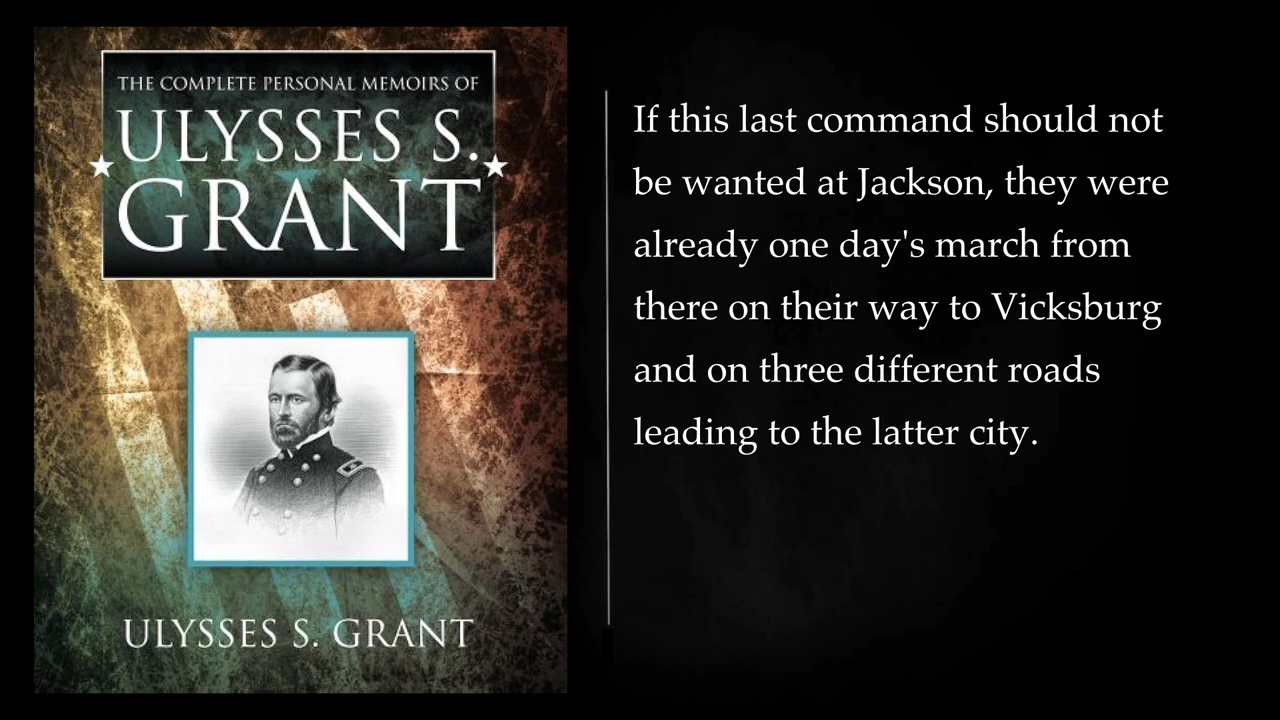 THE COMPLETE PERSONAL MEMOIRS OF
ULYSSES S.
GRANT
ULYSSES S. GRANT
If this last command should not
be wanted at Jackson, they were
already one day's march from
there on their way to Vicksburg
and on three different roads
leading to the latter city.